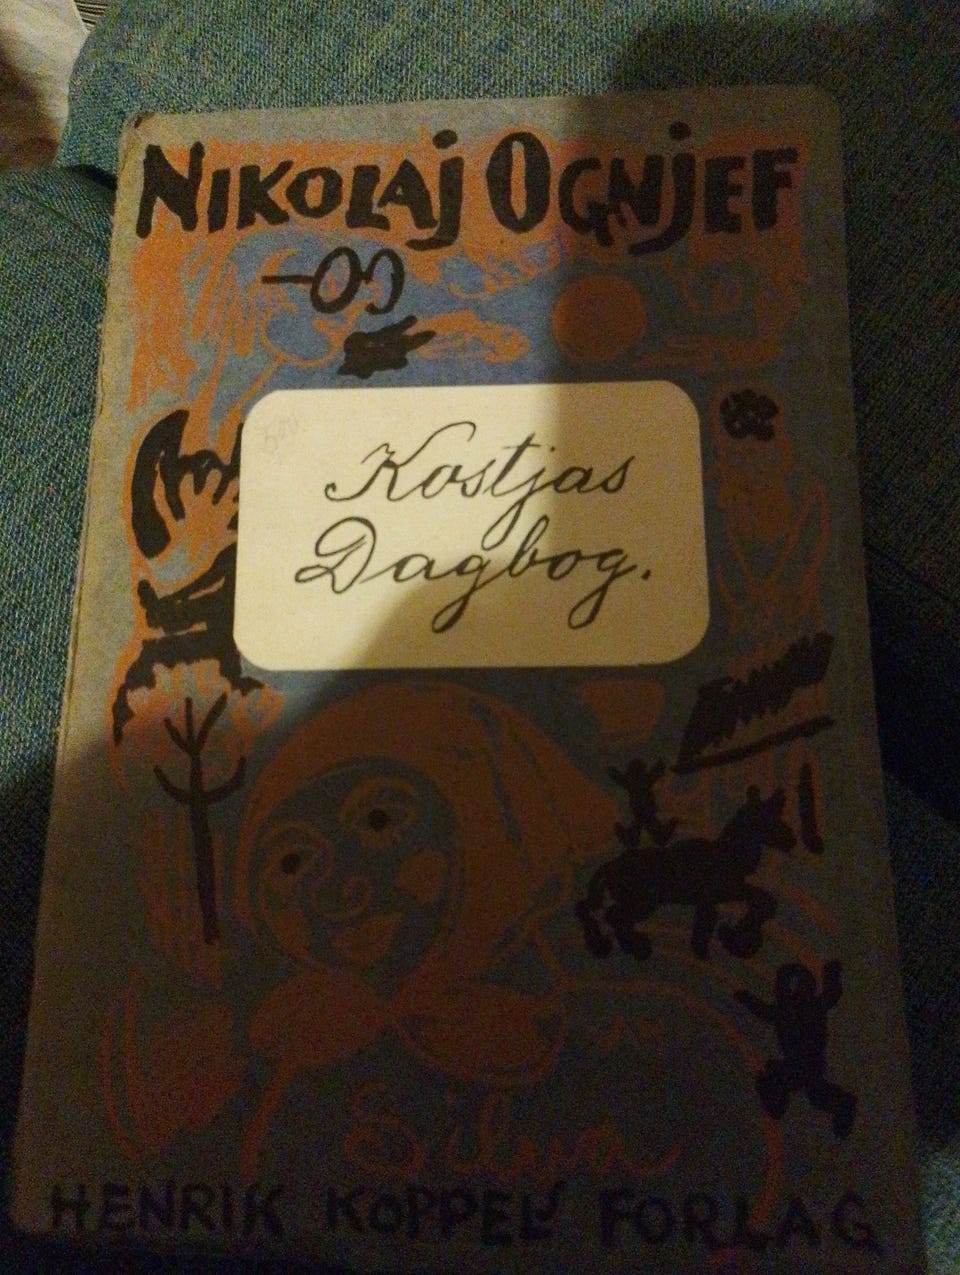 NIKOLAJ OGNJEF
Kostjas
Dagbog.
HENRIK KOPPELS FORLAG